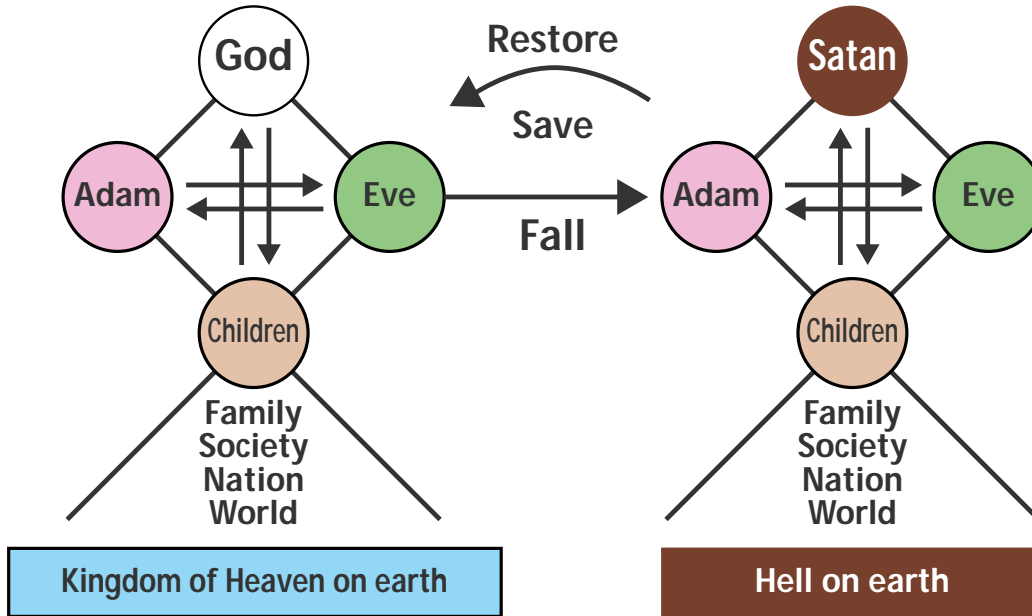 God
Restore
Satan
Save
Adam
Eve
Adam
Eve
Fall
Children
Children
Family
Society
Nation
World
Family
Society
Nation
World
Kingdom of Heaven on earth
Hell on earth